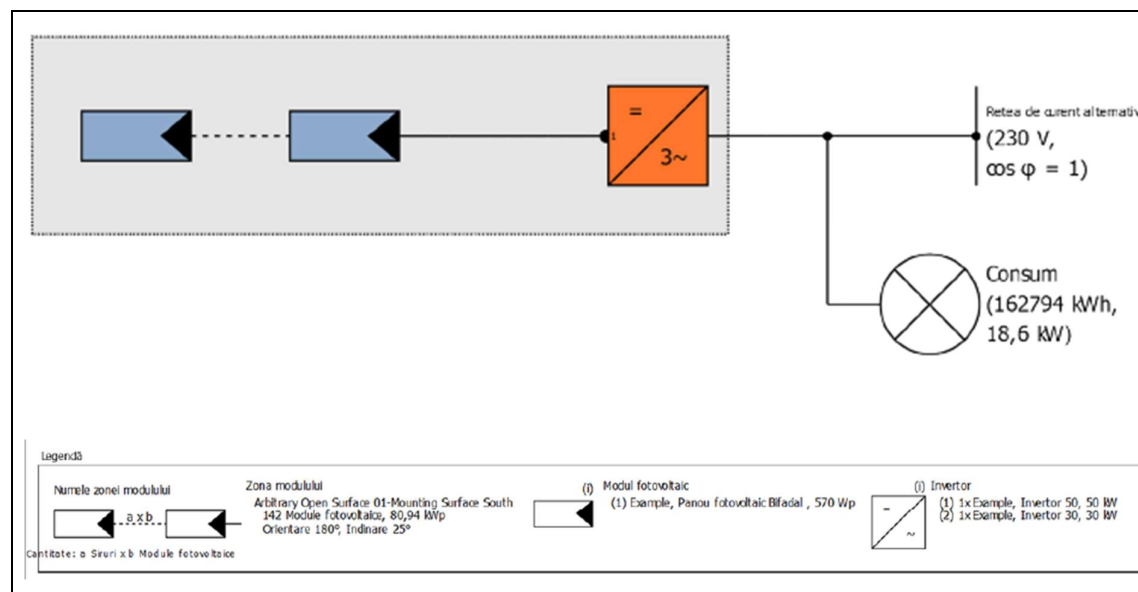 =
1
3~
Retea de curent alternativ
(230 V,
cos φ = 1)
Consum
(162794 kWh,
18,6 kW)
Legendă
Numele zonei modulului
a x b
Cantitate: a Siruri x b Module fotovoltaice
Zona modulului
Arbitrary Open Surface 01-Mounting Surface South
142 Module fotovoltaice, 80,94 kWp
Orientare 180°, Inclinare 25°
(i) Modul fotovoltaic
(1) Example, Panou fotovoltaic Bifadal , 570 Wp
(i) Invertor
(1) 1x Example, Invertor 50, 50 kW
(2) 1x Example, Invertor 30, 30 kW
~